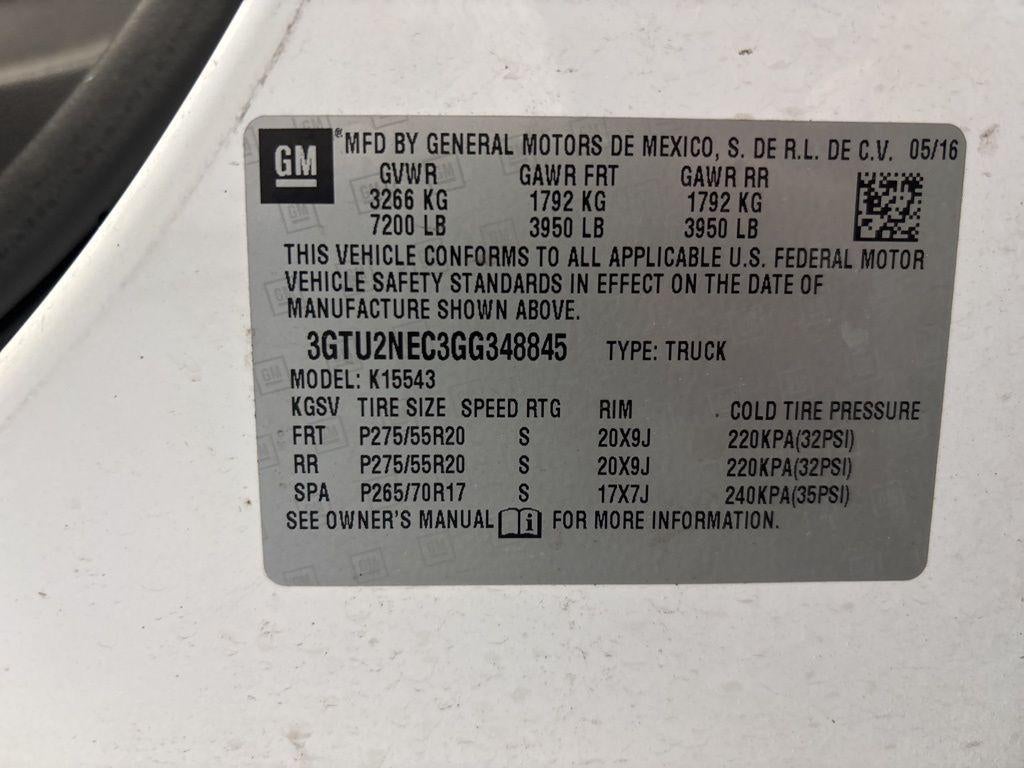 GM ® MFD BY GENERAL MOTORS DE MEXICO, S. DE R.L. DE C.V. 05/16
GVWR GAWR FRT GAWR RR
3266 KG 1792 KG 1792 KG
7200 LB 3950 LB 3950 LB
THIS VEHICLE CONFORMS TO ALL APPLICABLE U.S. FEDERAL MOTOR
VEHICLE SAFETY STANDARDS IN EFFECT ON THE DATE OF
MANUFACTURE SHOWN ABOVE.
3GTU2NEC3GG348845 TYPE: TRUCK
MODEL: K15543
KGSV TIRE SIZE SPEED RTG RIM COLD TIRE PRESSURE
FRT P275/55R20 S 20X9J 220KPA(32PSI)
RR P275/55R20 S 20X9J 220KPA(32PSI)
SPA P265/70R17 S 17X7J 240KPA(35PSI)
SEE OWNER'S MANUAL i FOR MORE INFORMATION.